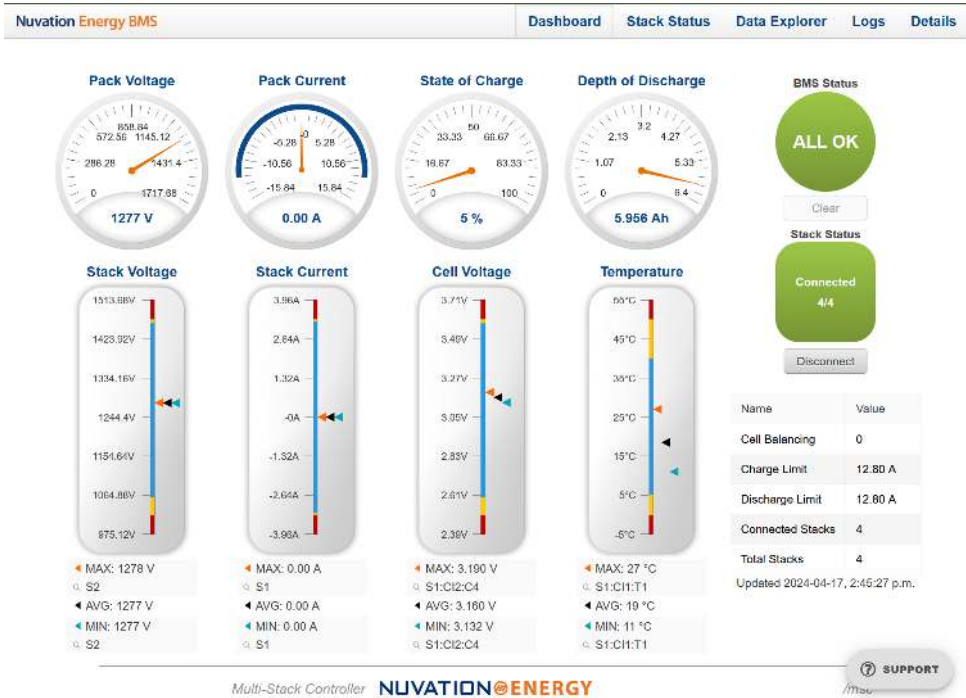 Nuvation Energy BMS
Dashboard Stack Status Data Explorer Logs Details
Pack Voltage
0
286.28
572.56
858.84
1145.12
1431.4
1717.68
1277 V
Pack Current
-15.84
-10.56
-5.28
0
5.28
10.56
15.84
0.00 A
State of Charge
0
16.67
33.33
50
66.67
83.33
100
5 %
Depth of Discharge
0
1.07
2.13
3.2
4.27
5.33
6.4
5.956 Ah
BMS Status
ALL OK
Clear
Stack Status
Connected
4/4
Disconnect
Stack Voltage
1513.68V
1423.92V
1334.16V
1244.4V
1154.64V
1064.88V
975.12V
MAX: 1278 V
S2
AVG: 1277 V
MIN: 1277 V
S2
Stack Current
3.96A
2.64A
1.32A
-0A
-1.32A
-2.64A
-3.96A
MAX: 0.00 A
S1
AVG: 0.00 A
MIN: 0.00 A
S1
Cell Voltage
3.71V
3.49V
3.27V
3.05V
2.83V
2.61V
2.39V
MAX: 3.190 V
S1:CI2:C4
AVG: 3.160 V
MIN: 3.132 V
S1:CI2:C4
Temperature
55°C
45°C
35°C
25°C
15°C
5°C
-5°C
MAX: 27 °C
S1:CI1:T1
AVG: 19 °C
MIN: 11 °C
S1:CI1:T1
Name Value
Cell Balancing 0
Charge Limit 12.80 A
Discharge Limit 12.80 A
Connected Stacks 4
Total Stacks 4
Updated 2024-04-17, 2:45:27 p.m.
? SUPPORT
Multi-Stack Controller NUVATION ENERGY /msc